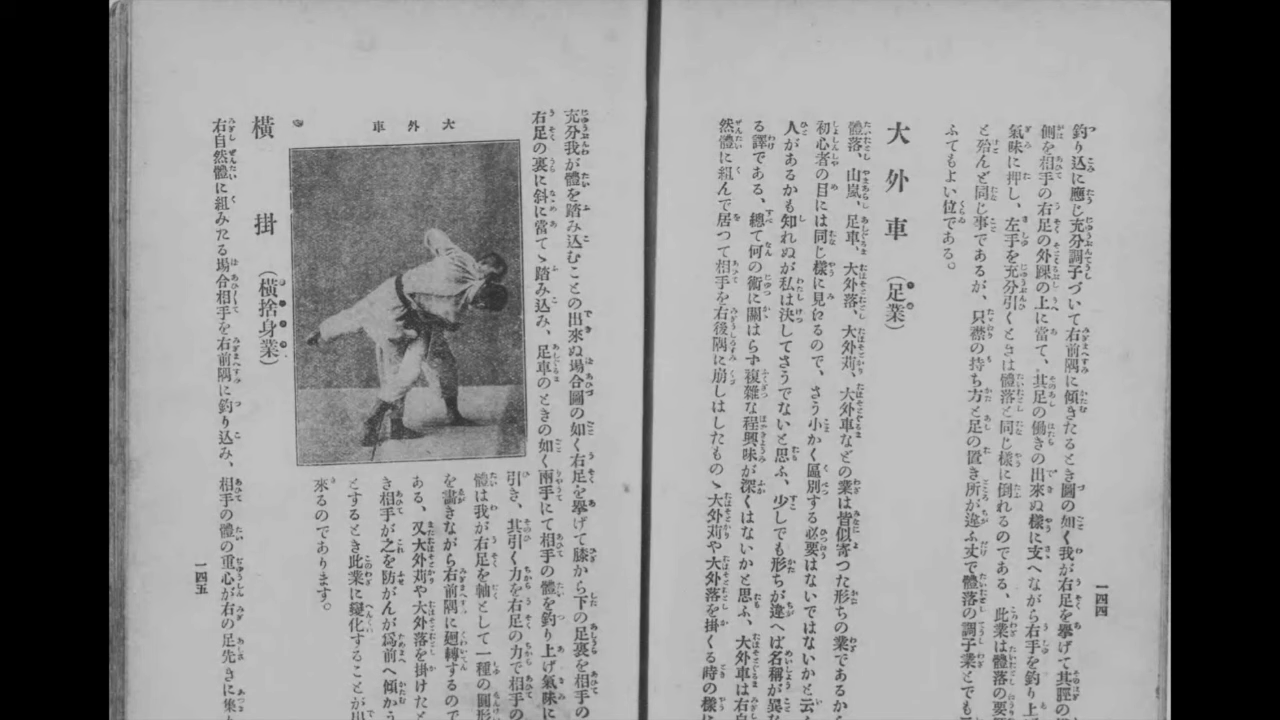 釣り込に應じ充分調子づいて右前隅に傾きたるとき圖の如く我が右足を擧げて其脛の
側を相手の右足の外踝の上に當て、其足の働きの出來ぬ樣に支へながら右手を釣り上
氣味に押し、左手を充分引くときは體落と同じ樣に倒れるのである、此業は體落の要
と殆んど同じ事であるが、只襟の持ち方と足の置き所が違ふ丈で體落の調子業とでも
ふてもよい位である。
大外車(足業)
體落、山嵐、足車、大外落、大外苅、大外車などの業は皆似寄つた形ちの業であるか
初心者の目には同じ樣に見ゆるので、さう小かく區別する必要はないではないかと云
人があるかも知れぬが私は決してさうでないと思ふ、少しでも形ちが違へば名稱が異
る譯である、總て何の術に關はらず複雜な程興味が深くはないかと思ふ、大外車は右自
然體に組んで居つて相手を右後隅に崩しはしたものゝ大外苅や大外落を掛くる時の樣
一四四
充分我が體を踏み込むことの出來ぬ場合圖の如く右足を擧げて膝から下の足裏を相手の
右足の裏に斜に當てゝ踏み込み、足車のときの如く兩手にて相手の體を釣り上げ氣味に
大外車
引き、其引く力を右足の力で相手の
體は我が右足を軸として一種の圓形
を畵きながら右前隅に廻轉するので
ある、又大外苅や大外落を掛けたと
き相手が之を防がんが爲前へ傾かう
とするとき此業に變化することが出
來るのであります。
橫掛(橫捨身業)
右自然體に組みたる場合相手を右前隅に釣り込み、相手の體の重心が右の足先きに集
一四五